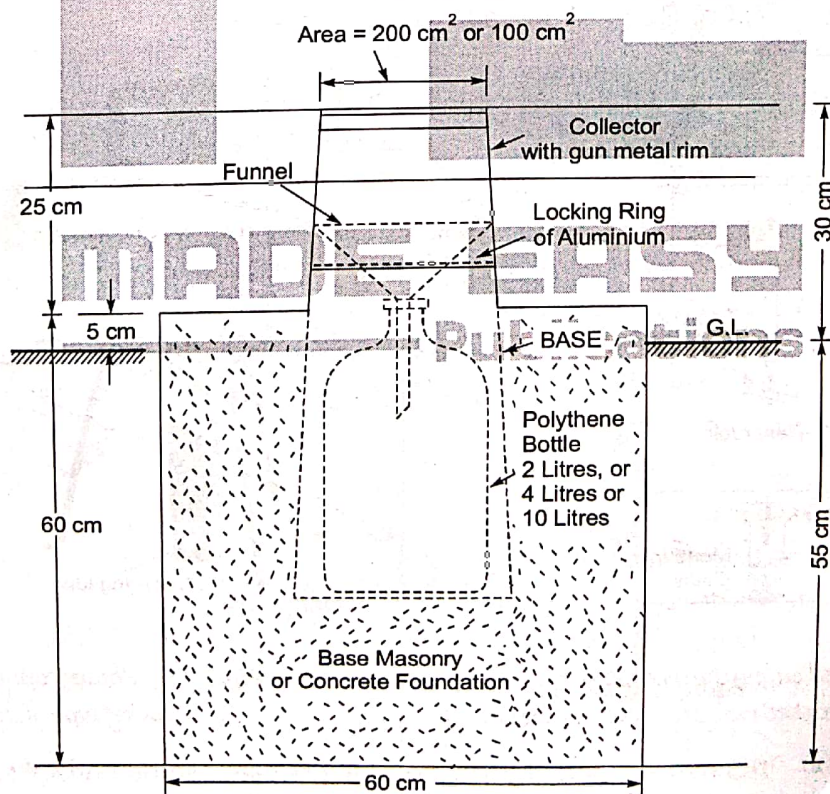 Area = 200 cm² or 100 cm²
Collector
with gun metal rim
Funnel
25 cm
30 cm
Locking Ring
of Aluminium
MADE EASY
Publications
5 cm
G.L.
BASE
Polythene
Bottle
2 Litres, or
4 Litres or
10 Litres
60 cm
55 cm
Base Masonry
or Concrete Foundation
60 cm